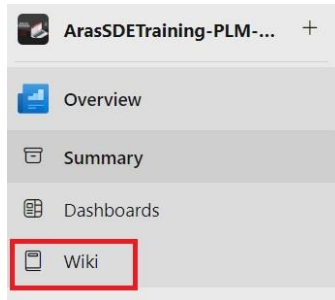 ArasSDETraining-PLM-...
Overview
Summary
Dashboards
Wiki